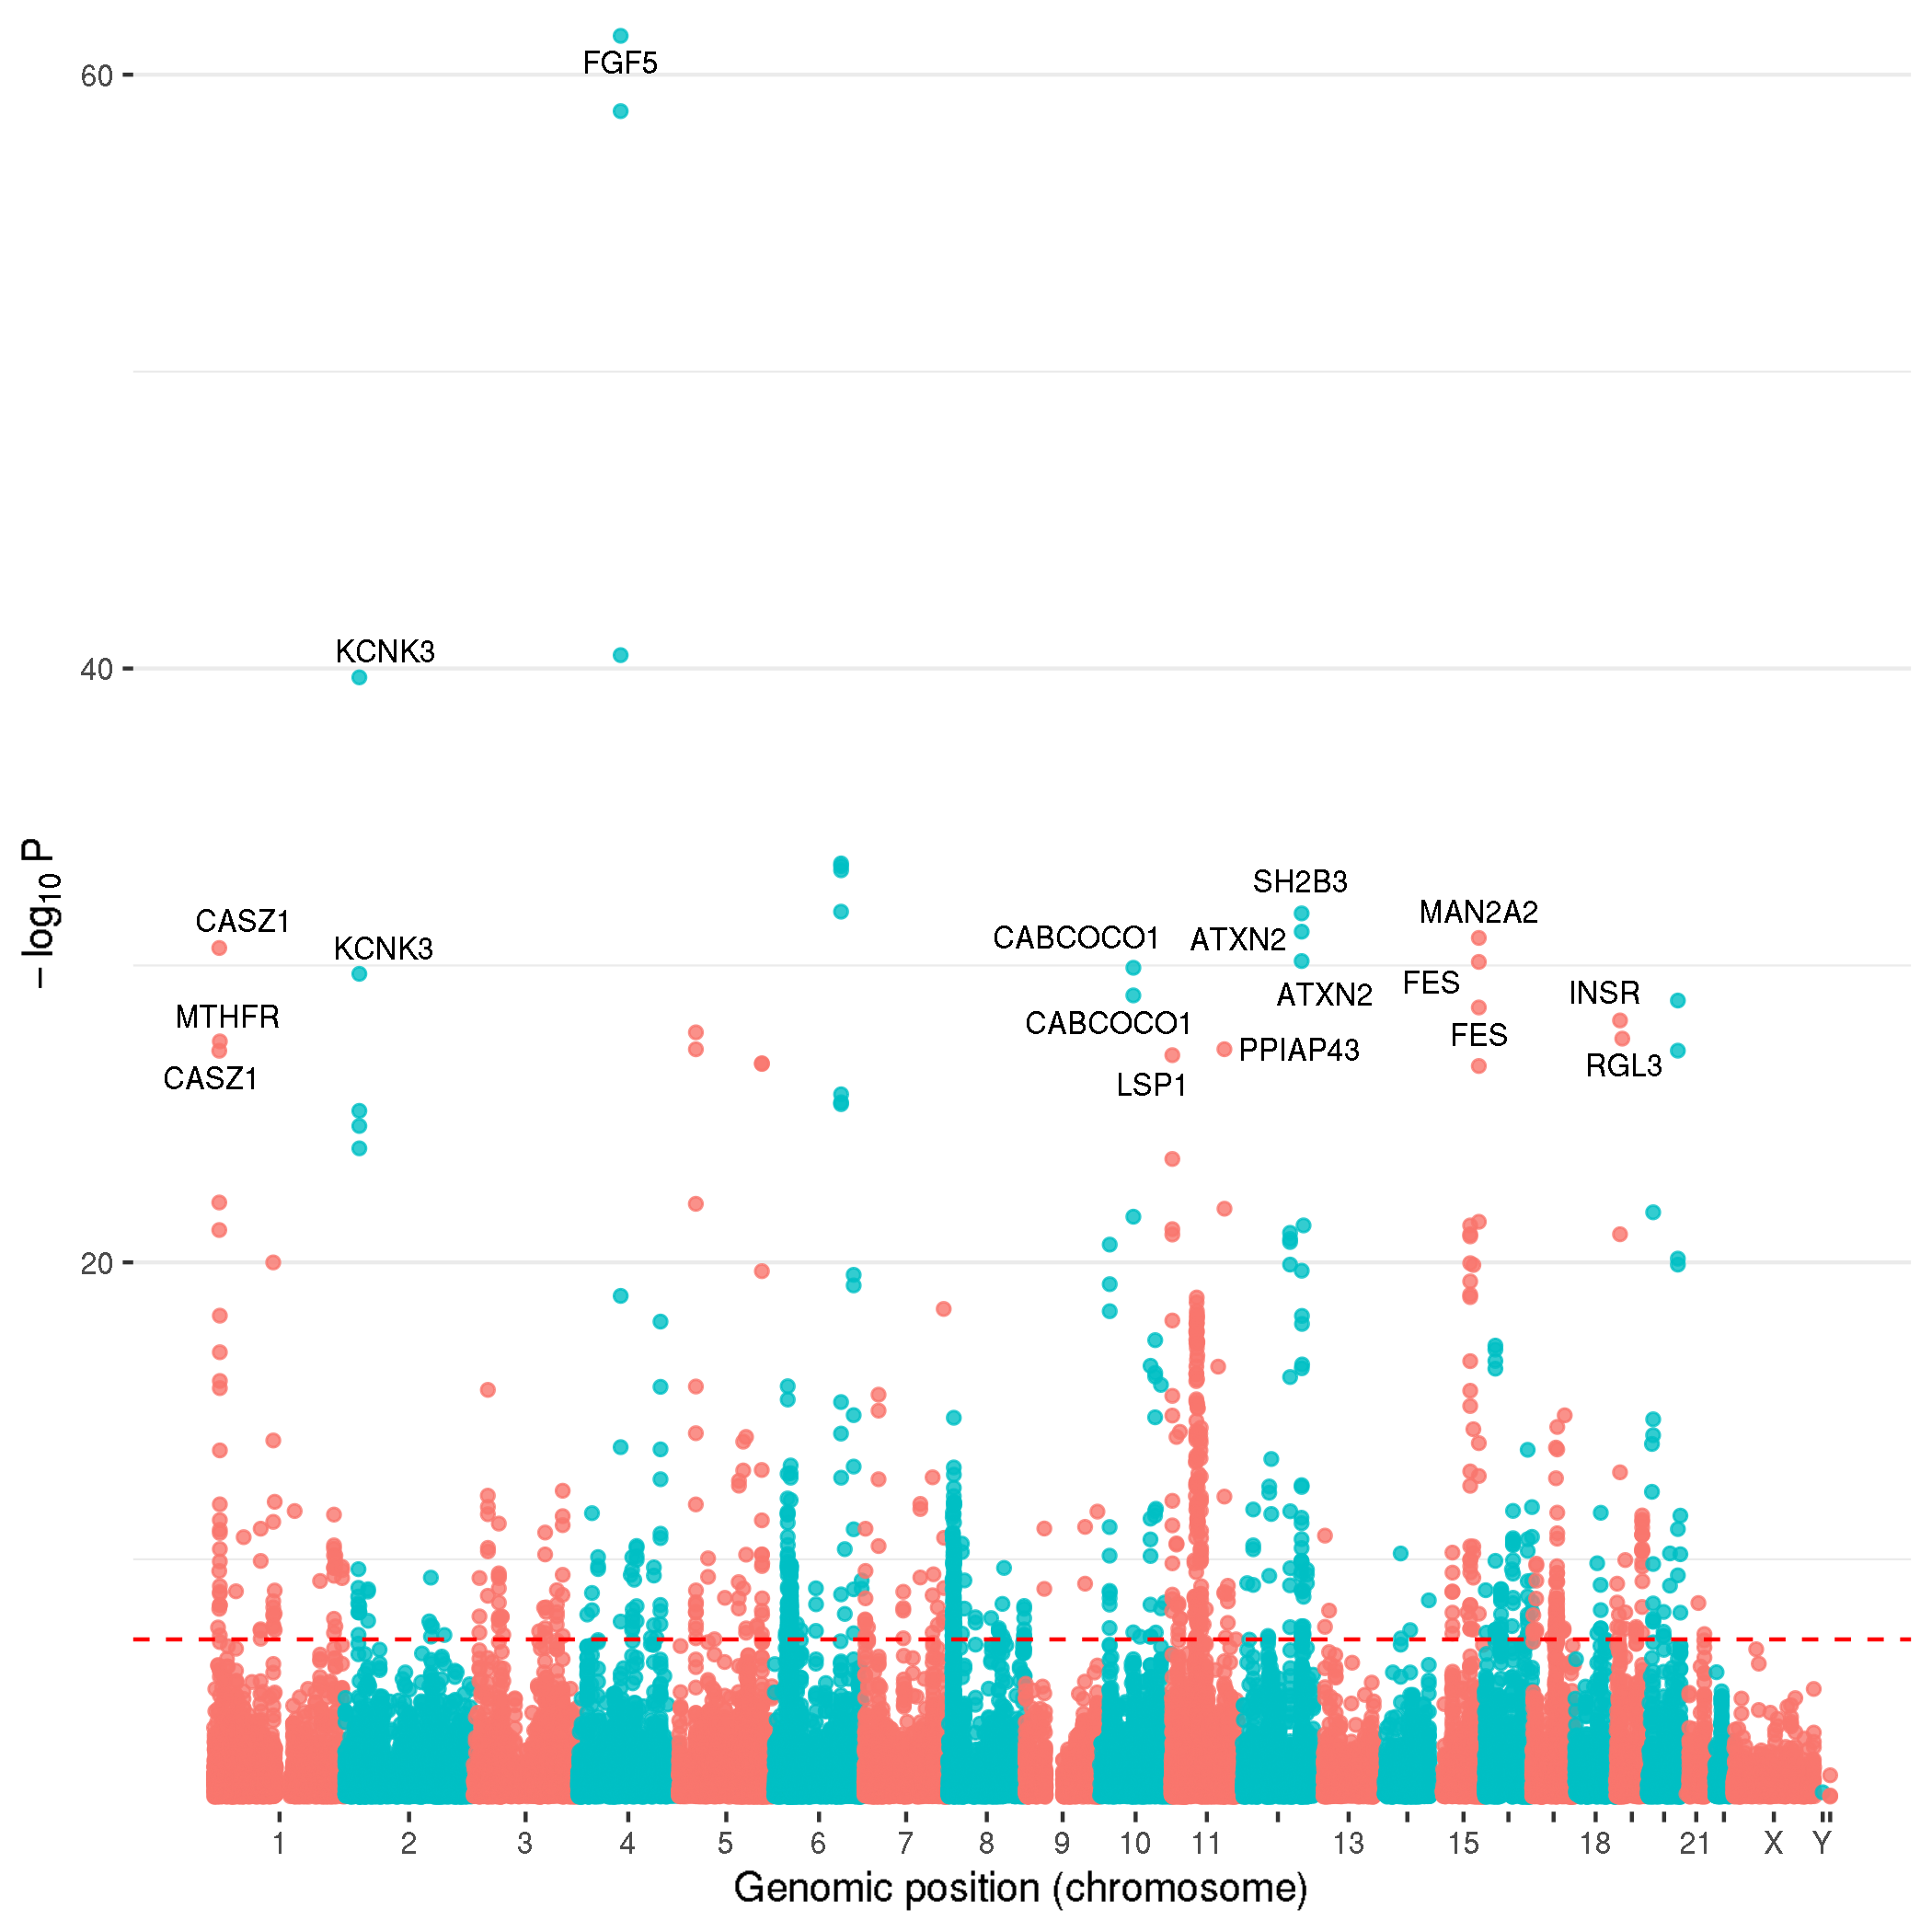 60
FGF5
KCNK3
40
SH2B3
CASZ1
MAN2A2
KCNK3
CABCOCO1
ATXN2
FES
INSR
ATXN2
MTHFR
CABCOCO1
FES
PPIAP43
RGL3
CASZ1
LSP1
20
−log10 P
1 2 3 4 5 6 7 8 9 10 11 13 15 18 21 X Y
Genomic position (chromosome)